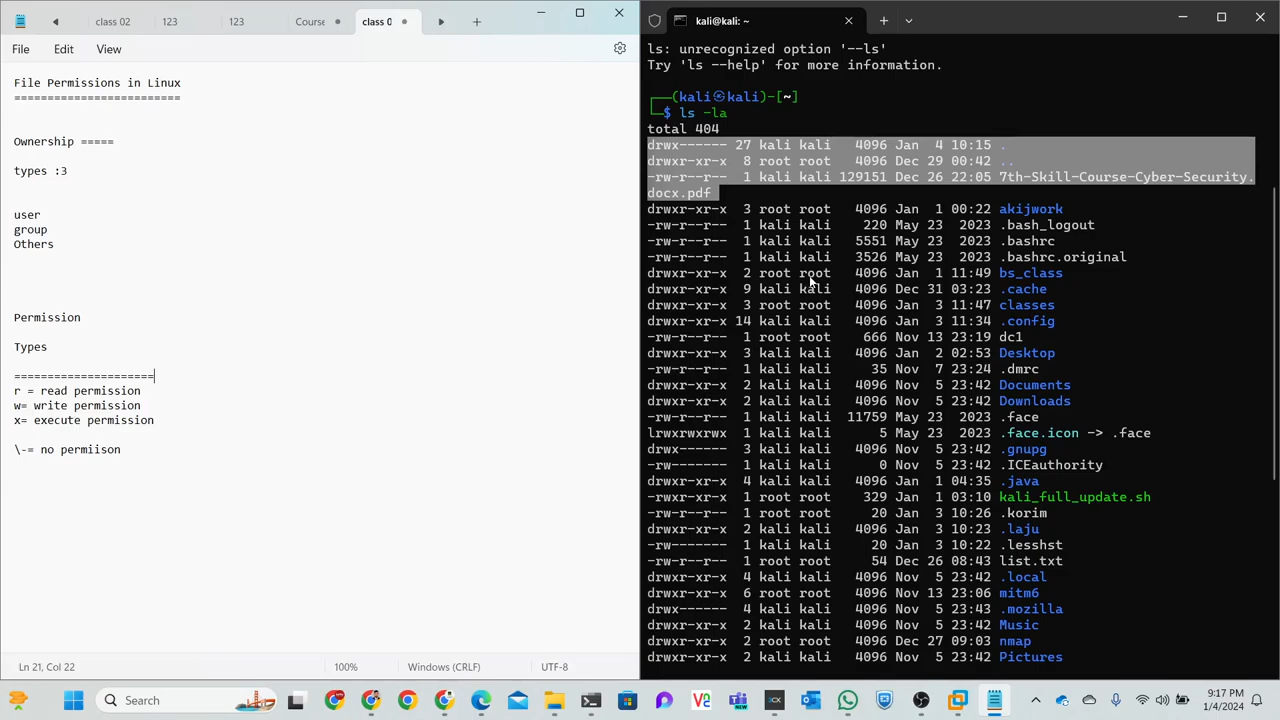 class 02
123
123
Course
class 0
File
Edit
View
File Permissions in Linux
=========================
Ownership =====
types :3
user
group
Others
Permission
Types
=====================
r = read permission
w= write permission
x= execute permission
\-= no permiison
Ln 21, Col 22
100%
Windows (CRLF)
UTF-8
kali@kali: ~
ls: unrecognized option '--ls'
Try 'ls --help' for more information.
┌──(kali㉿kali)-[~]
└─$ ls -la
total 404
drwx------ 27 kali kali   4096 Jan  4 10:15 .
drwxr-xr-x  8 root root   4096 Dec 29 00:42 ..
-rw-r--r--  1 kali kali 129151 Dec 26 22:05 7th-Skill-Course-Cyber-Security.
docx.pdf
drwxr-xr-x  3 root root   4096 Jan  1 00:22 akijwork
-rw-r--r--  1 kali kali    220 May 23  2023 .bash_logout
-rw-r--r--  1 kali kali   5551 May 23  2023 .bashrc
-rw-r--r--  1 kali kali   3526 May 23  2023 .bashrc.original
drwxr-xr-x  2 root root   4096 Jan  1 11:49 bs_class
drwxr-xr-x  9 kali kali   4096 Dec 31 03:23 .cache
drwxr-xr-x  3 root root   4096 Jan  3 11:47 classes
drwxr-xr-x 14 kali kali   4096 Jan  3 11:34 .config
-rw-r--r--  1 root root    666 Nov 13 23:19 dc1
drwxr-xr-x  3 kali kali   4096 Jan  2 02:53 Desktop
-rw-r--r--  1 kali kali     35 Nov  7 23:24 .dmrc
drwxr-xr-x  2 kali kali   4096 Nov  5 23:42 Documents
drwxr-xr-x  2 kali kali   4096 Nov  5 23:42 Downloads
-rw-r--r--  1 kali kali  11759 May 23  2023 .face
lrwxrwxrwx  1 kali kali      5 May 23  2023 .face.icon -> .face
drwx------  3 kali kali   4096 Nov  5 23:42 .gnupg
-rw-------  1 kali kali      0 Nov  5 23:42 .ICEauthority
drwxr-xr-x  4 kali kali   4096 Jan  1 04:35 .java
-rwxr-xr-x  1 root root    329 Jan  1 03:10 kali_full_update.sh
-rw-r--r--  1 root root     20 Jan  3 10:26 .korim
drwxr-xr-x  2 kali kali   4096 Jan  3 10:23 .laju
-rw-------  1 kali kali     20 Jan  3 10:22 .lesshst
-rw-r--r--  1 root root     54 Dec 26 08:43 list.txt
drwxr-xr-x  4 kali kali   4096 Nov  5 23:42 .local
drwxr-xr-x  6 root root   4096 Nov 13 23:06 mitm6
drwx------  4 kali kali   4096 Nov  5 23:43 .mozilla
drwxr-xr-x  2 kali kali   4096 Nov  5 23:42 Music
drwxr-xr-x  2 root root   4096 Dec 27 09:03 nmap
drwxr-xr-x  2 kali kali   4096 Nov  5 23:42 Pictures
Search
9:17 PM
1/4/2024